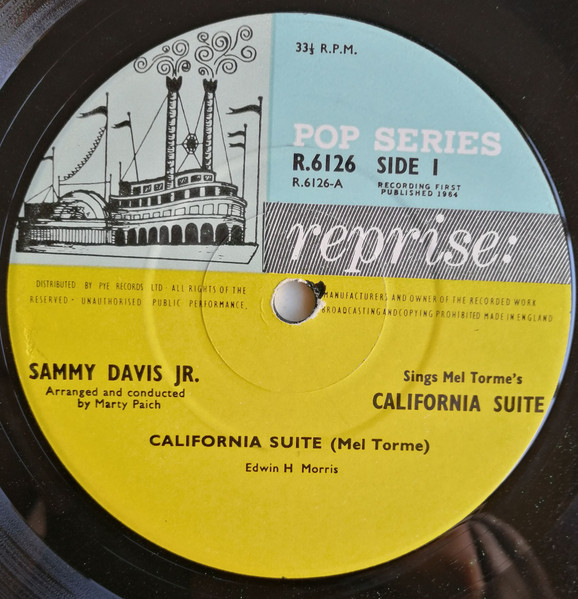 33⅓ R.P.M.
POP SERIES
R.6126 SIDE 1
R.6126-A
RECORDING FIRST
PUBLISHED 1964
reprise:
DISTRIBUTED BY PYE RECORDS LTD · ALL RIGHTS OF THE
MANUFACTURERS AND OWNER OF THE RECORDED WORK
RESERVED · UNAUTHORISED PUBLIC PERFORMANCE,
BROADCASTING AND COPYING PROHIBITED MADE IN ENGLAND
SAMMY DAVIS JR.
Arranged and conducted
by Marty Paich
Sings Mel Torme's
CALIFORNIA SUITE
CALIFORNIA SUITE (Mel Torme)
Edwin H Morris